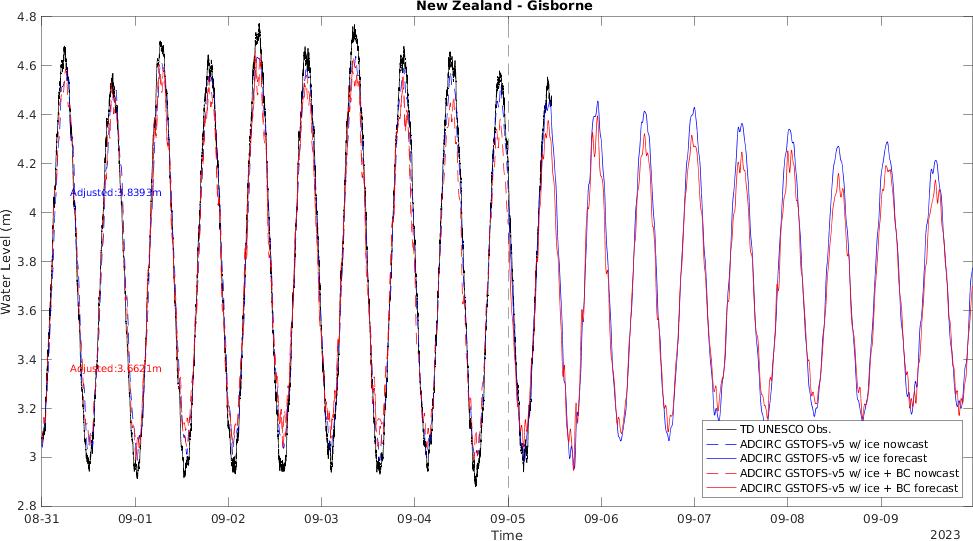 New Zealand - Gisborne
4.8
4.6
4.4
4.2
4
3.8
3.6
3.4
3.2
3
2.8
Water Level (m)
Adjusted:3.8393m
Adjusted:3.6621m
TD UNESCO Obs.
ADCIRC GSTOFS-v5 w/ ice nowcast
ADCIRC GSTOFS-v5 w/ ice forecast
ADCIRC GSTOFS-v5 w/ ice + BC nowcast
ADCIRC GSTOFS-v5 w/ ice + BC forecast
08-31 09-01 09-02 09-03 09-04 09-05 09-06 09-07 09-08 09-09
Time
2023